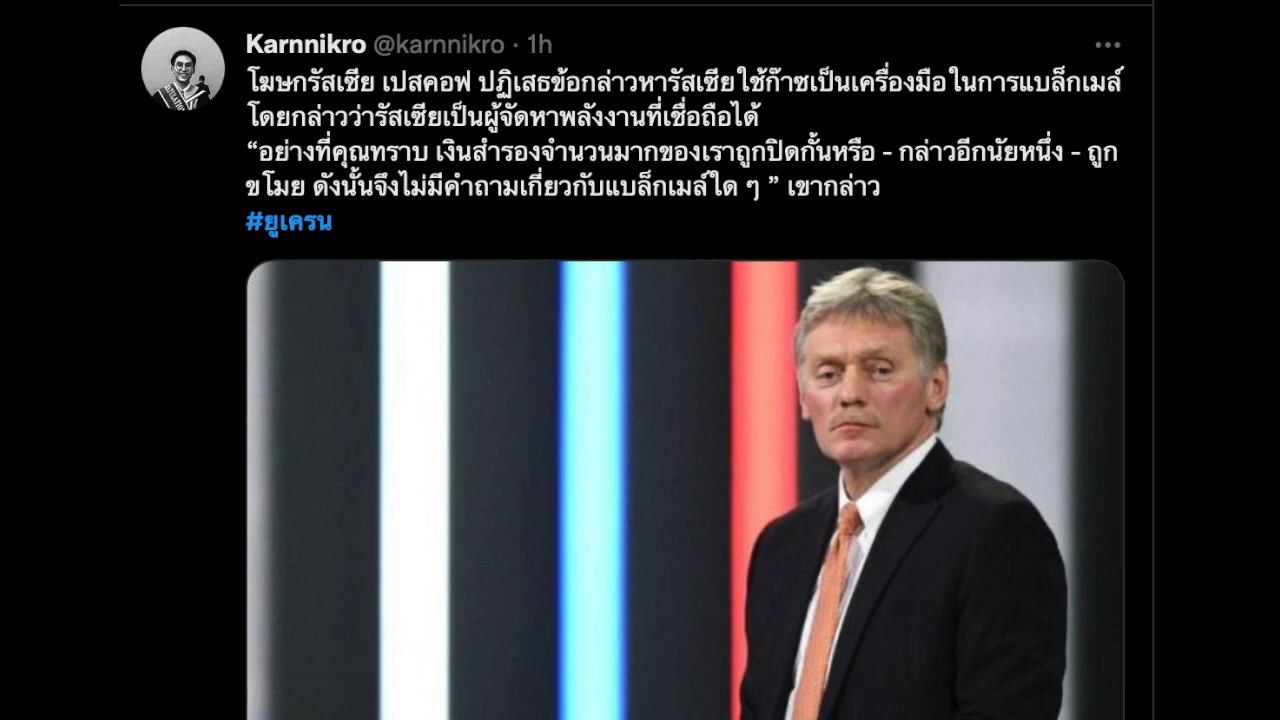 Karnnikro @karnnikro · 1h
โฆษกรัสเซีย เปสคอฟ ปฏิเสธข้อกล่าวหารัสเซียใช้ก๊าซเป็นเครื่องมือในการแบล็กเมล์
โดยกล่าวว่ารัสเซียเป็นผู้จัดหาพลังงานที่เชื่อถือได้
“อย่างที่คุณทราบ เงินสำรองจำนวนมากของเราถูกปิดกั้นหรือ - กล่าวอีกนัยหนึ่ง - ถูก
ขโมย ดังนั้นจึงไม่มีคำถามเกี่ยวกับแบล็กเมล์ใด ๆ ” เขากล่าว
#ยูเครน